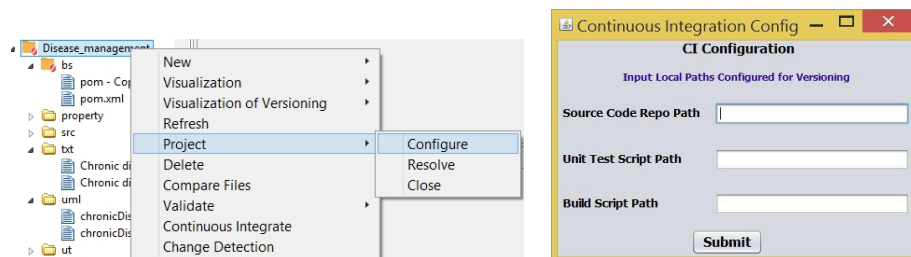 Disease_management
bs
pom - Cop
pom.xml
property
src
txt
Chronic di
Chronic di
uml
chronicDis
chronicDis
ut
New
Visualization
Visualization of Versioning
Refresh
Project
Delete
Compare Files
Validate
Continuous Integrate
Change Detection
Configure
Resolve
Close
Continuous Integration Config
CI Configuration
Input Local Paths Configured for Versioning
Source Code Repo Path
Unit Test Script Path
Build Script Path
Submit